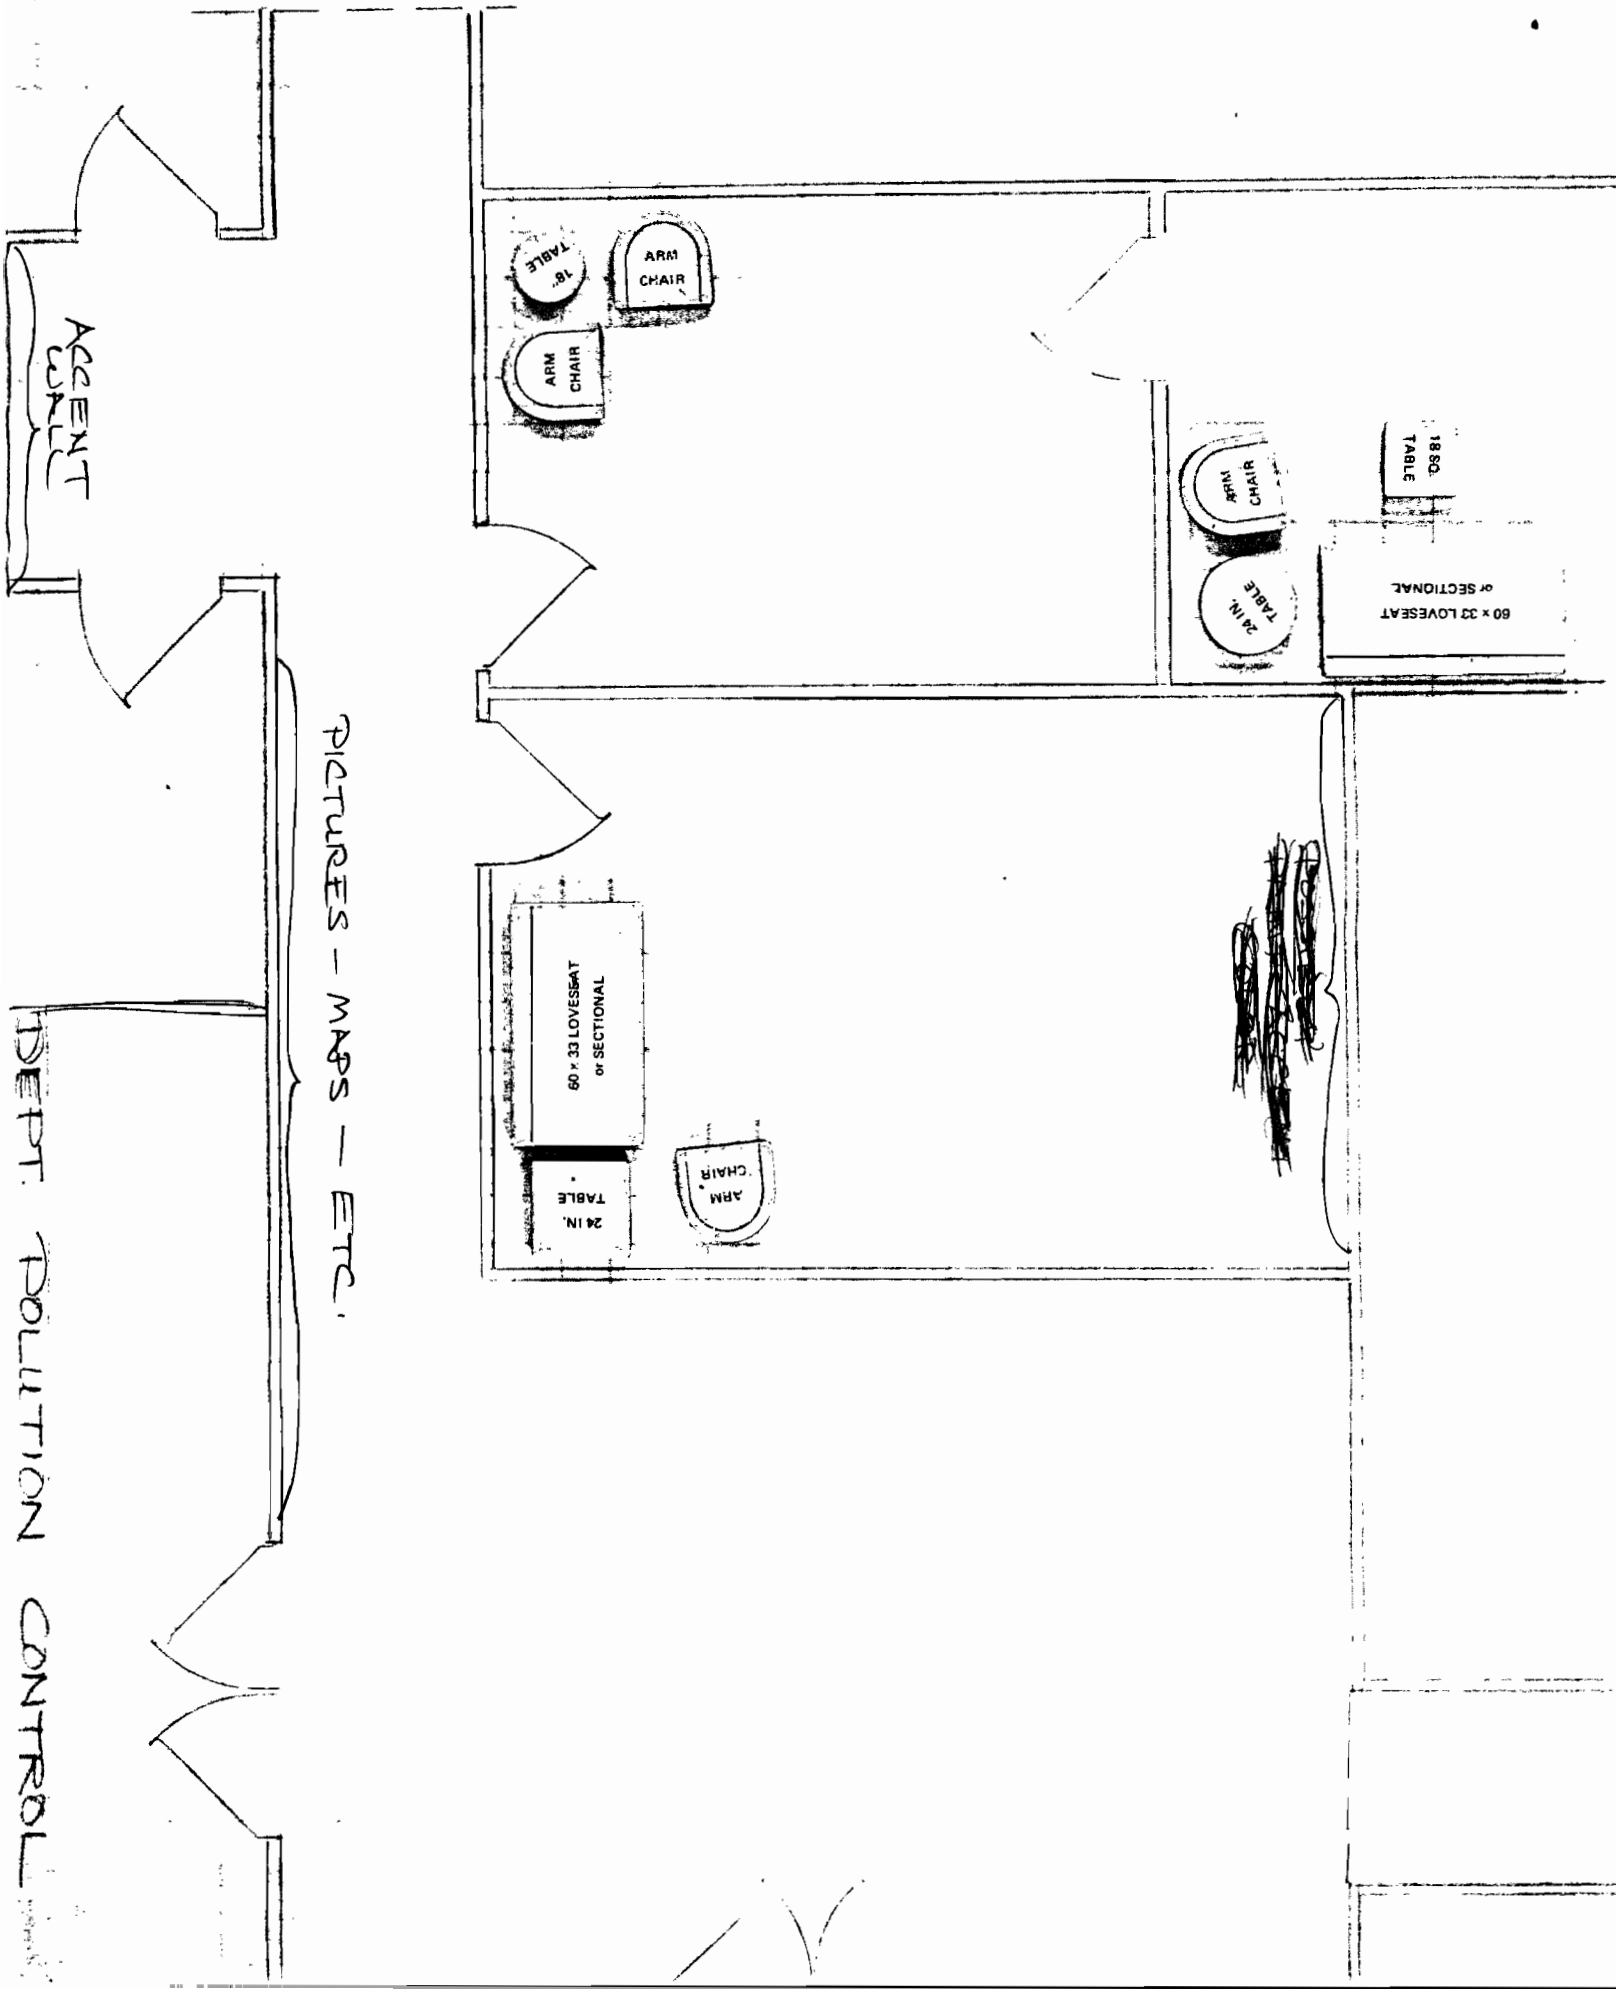 ACCENT
WALL
18"
TABLE
ARM
CHAIR
ARM
CHAIR
ARM
CHAIR
18 SQ.
TABLE
24 IN.
TABLE
60 x 33 LOVESEAT
or SECTIONAL
PICTURES - MAPS - ETC.
60 x 33 LOVESEAT
or SECTIONAL
24 IN.
TABLE
ARM
CHAIR
DEPT. POLLUTION CONTROL